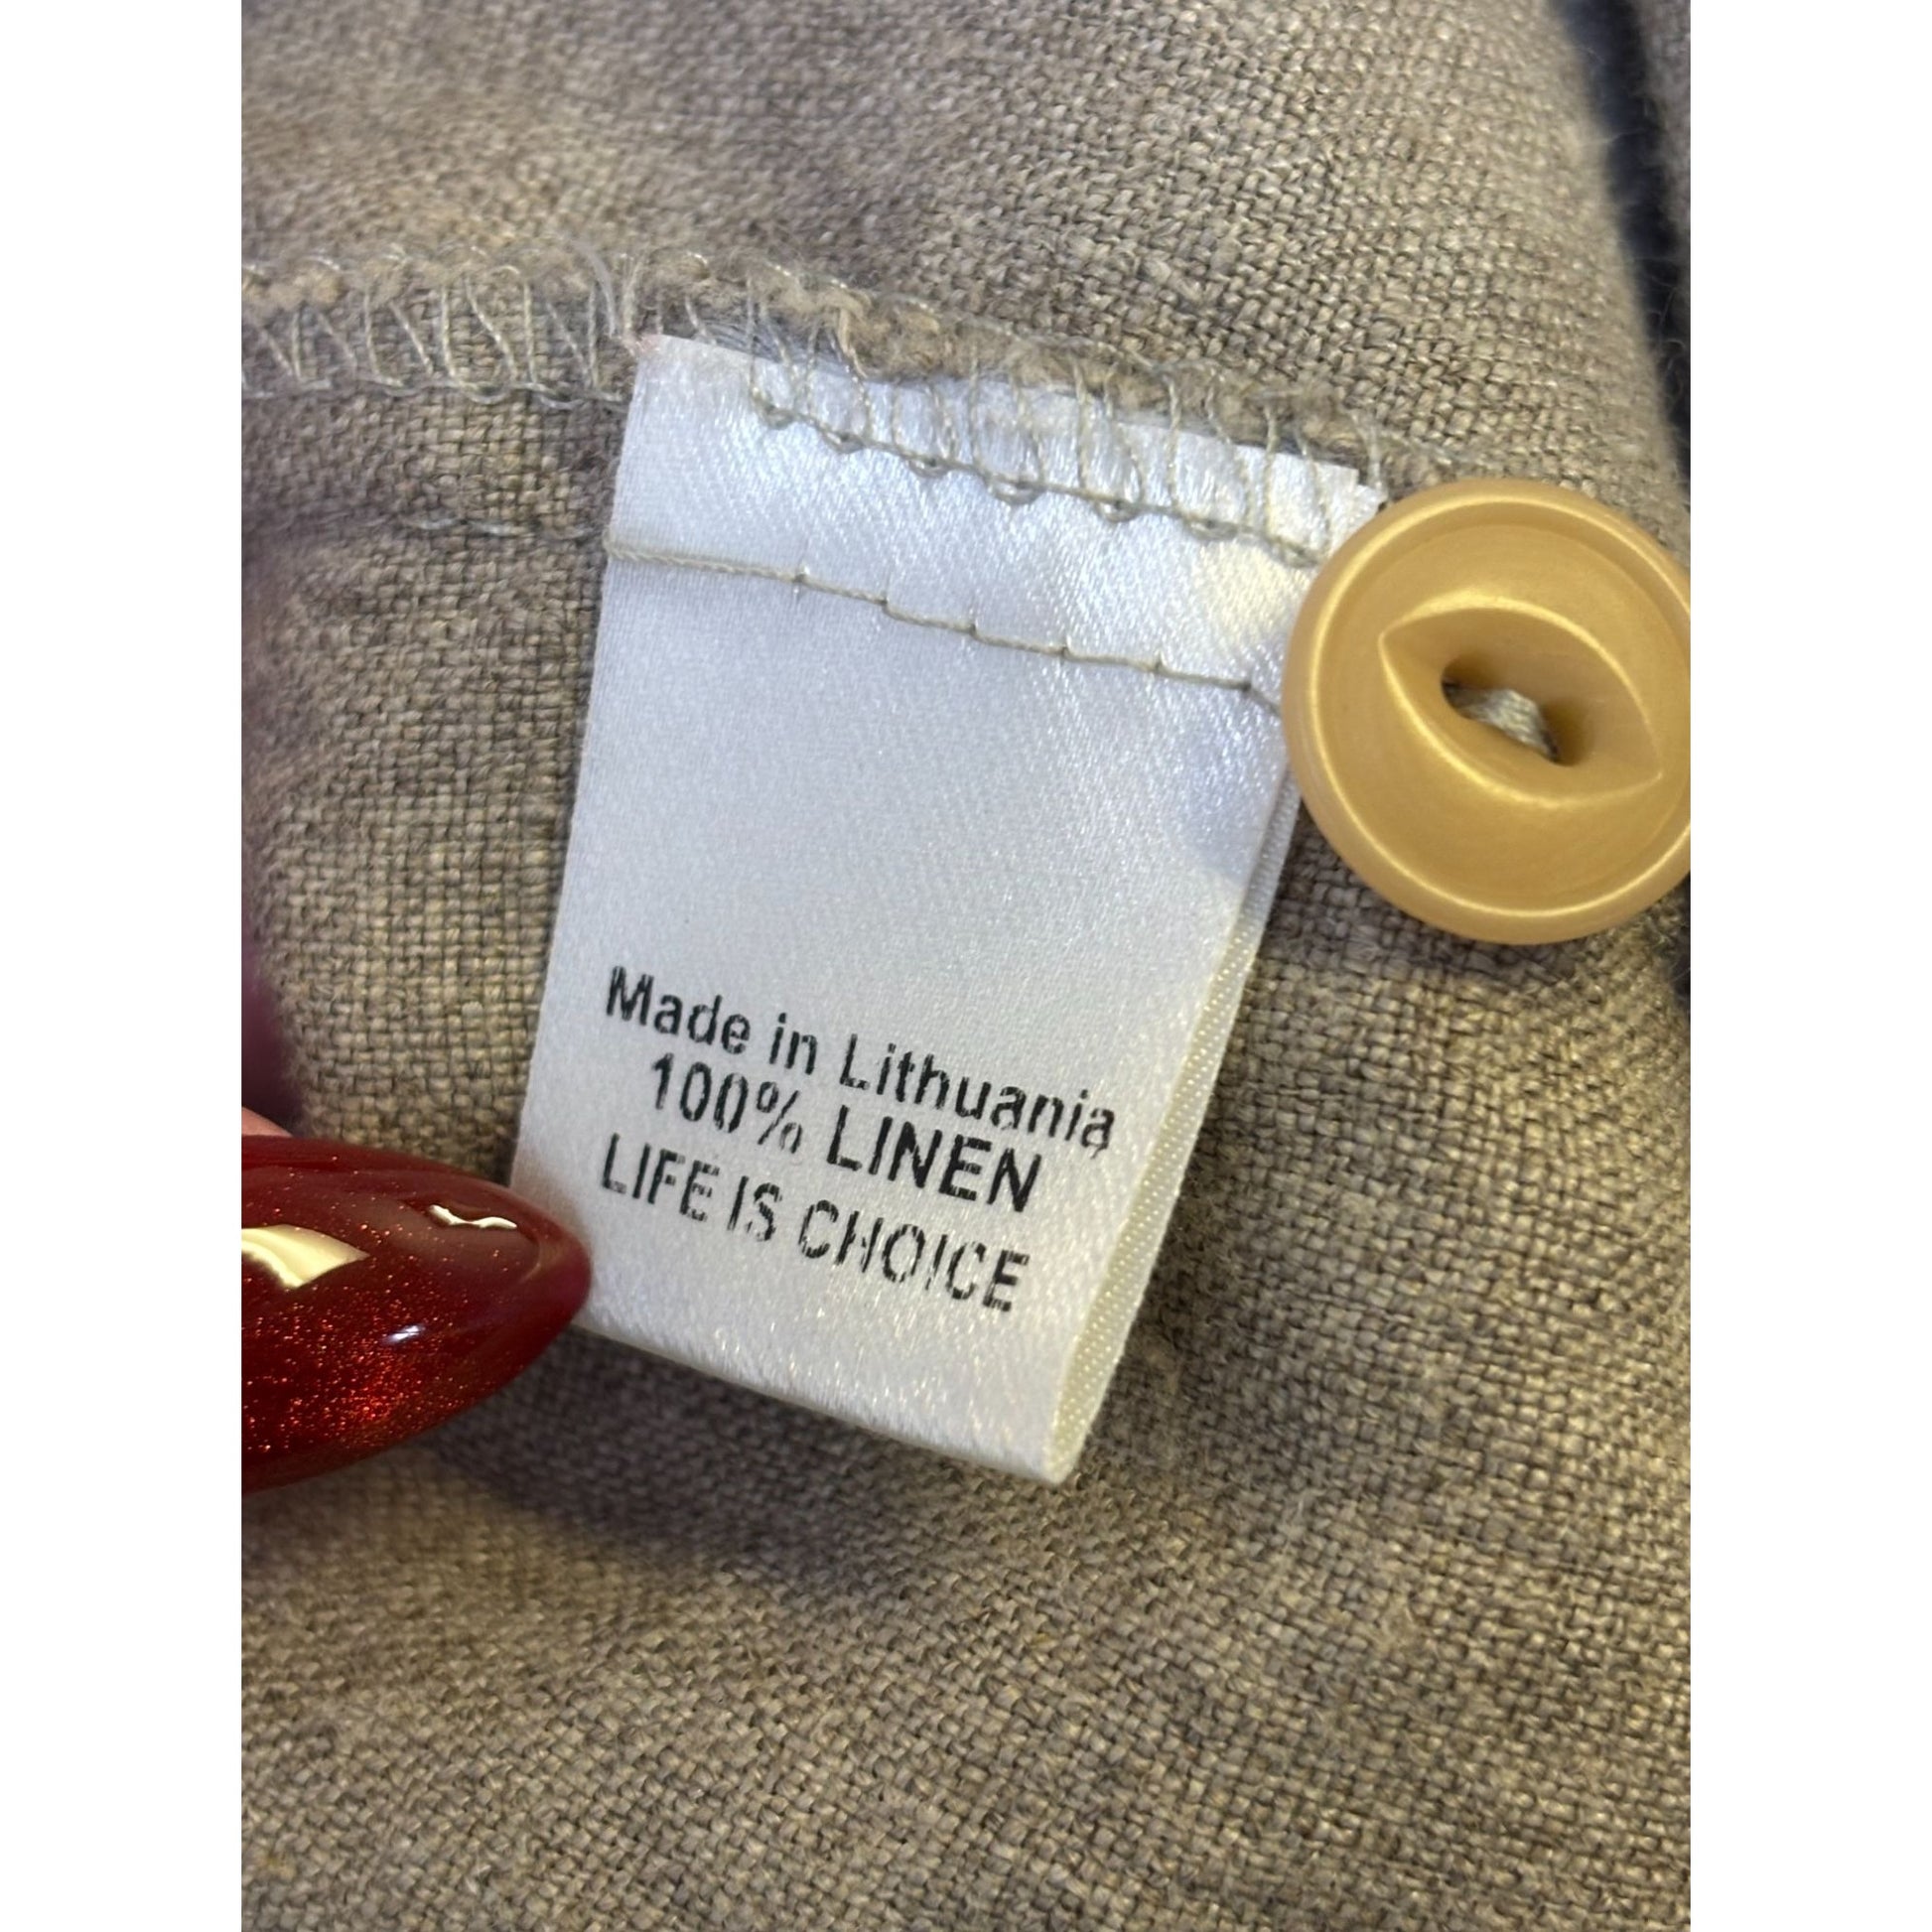 Made in Lithuania
100% LINEN
LIFE IS CHOICE